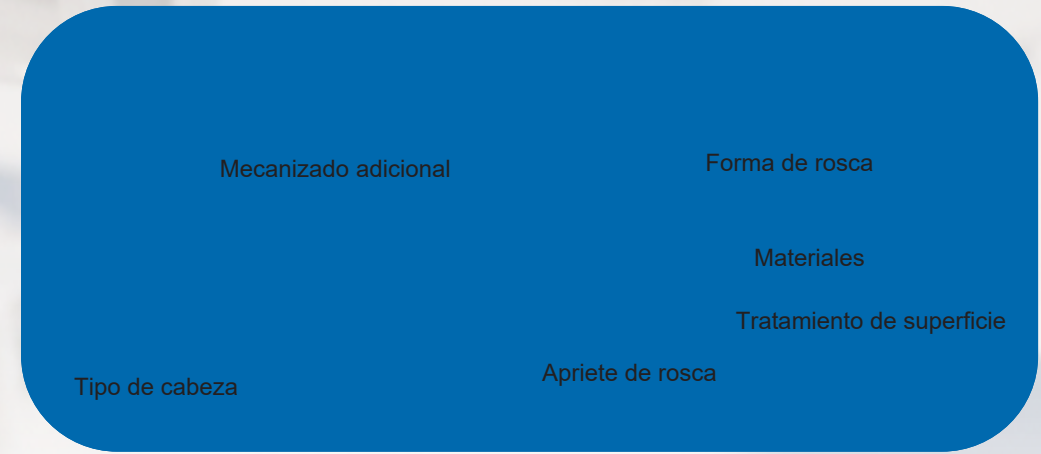 Mecanizado adicional
Forma de rosca
Materiales
Tratamiento de superficie
Apriete de rosca
Tipo de cabeza